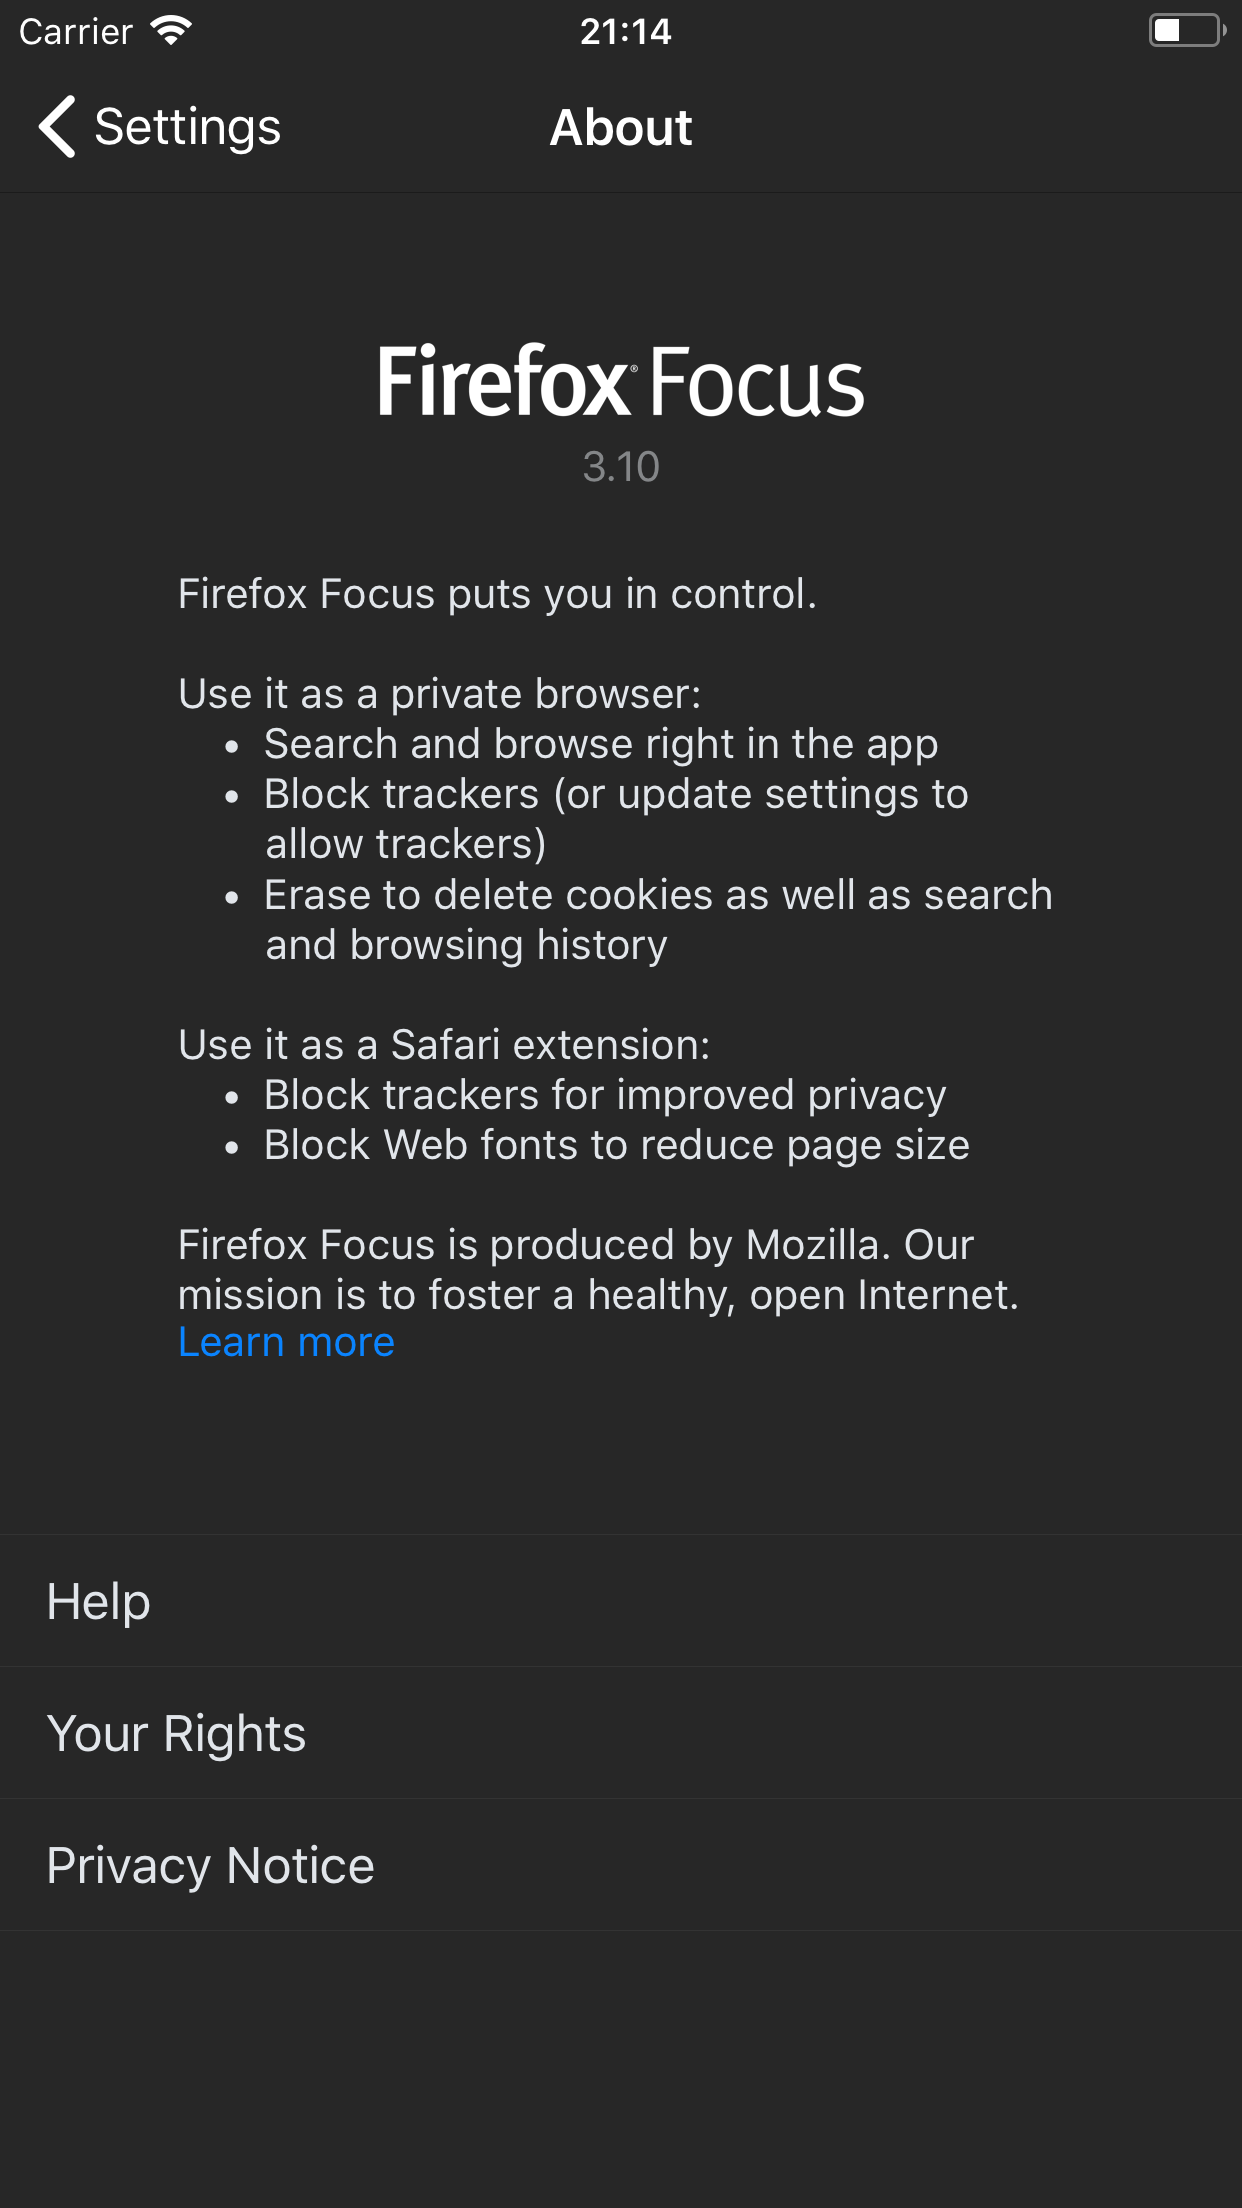 Carrier
21:14
Settings
About
Firefox® Focus
3.10
Firefox Focus puts you in control.
Use it as a private browser:
• Search and browse right in the app
• Block trackers (or update settings to
allow trackers)
• Erase to delete cookies as well as search
and browsing history
Use it as a Safari extension:
• Block trackers for improved privacy
• Block Web fonts to reduce page size
Firefox Focus is produced by Mozilla. Our
mission is to foster a healthy, open Internet.
Learn more
Help
Your Rights
Privacy Notice